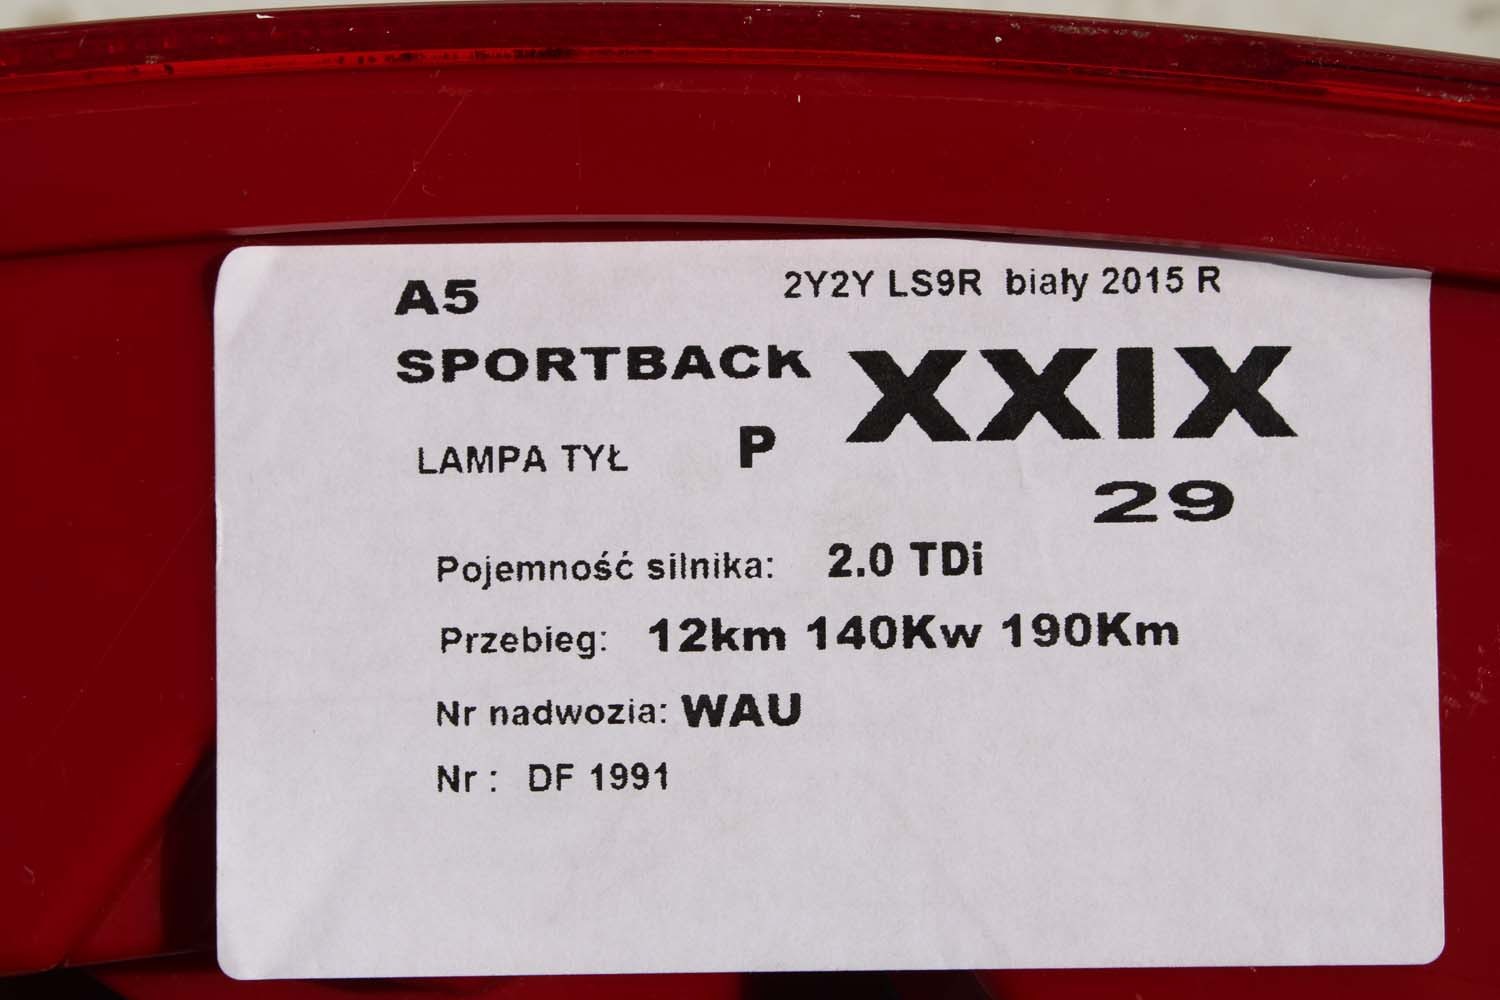 A5 2Y2Y LS9R biały 2015 R
SPORTBACK XXIX
LAMPA TYŁ P
29
Pojemność silnika: 2.0 TDi
Przebieg: 12km 140Kw 190Km
Nr nadwozia: WAU
Nr : DF 1991